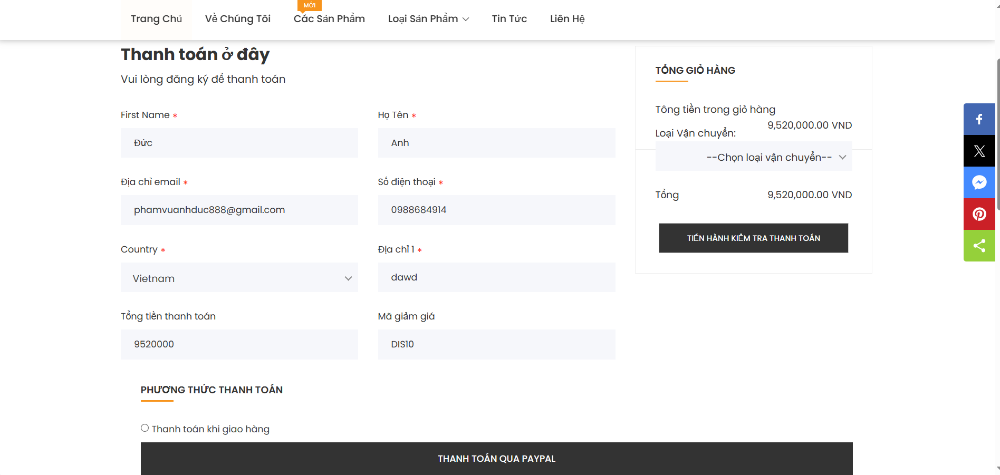 MỚI
Trang Chủ Về Chúng Tôi Các Sản Phẩm Loại Sản Phẩm Tin Tức Liên Hệ
Thanh toán ở đây
Vui lòng đăng ký để thanh toán
First Name * Họ Tên *
Đức Anh
Địa chỉ email * Số điện thoại *
phamvuanhduc888@gmail.com 0988684914
Country * Địa chỉ 1 *
Vietnam dawd
Tổng tiền thanh toán Mã giảm giá
9520000 DIS10
PHƯƠNG THỨC THANH TOÁN
Thanh toán khi giao hàng
THANH TOÁN QUA PAYPAL
TỔNG GIỎ HÀNG
Tông tiền trong giỏ hàng
9,520,000.00 VND
Loại Vận chuyển:
--Chọn loại vận chuyển--
Tổng 9,520,000.00 VND
TIẾN HÀNH KIỂM TRA THANH TOÁN